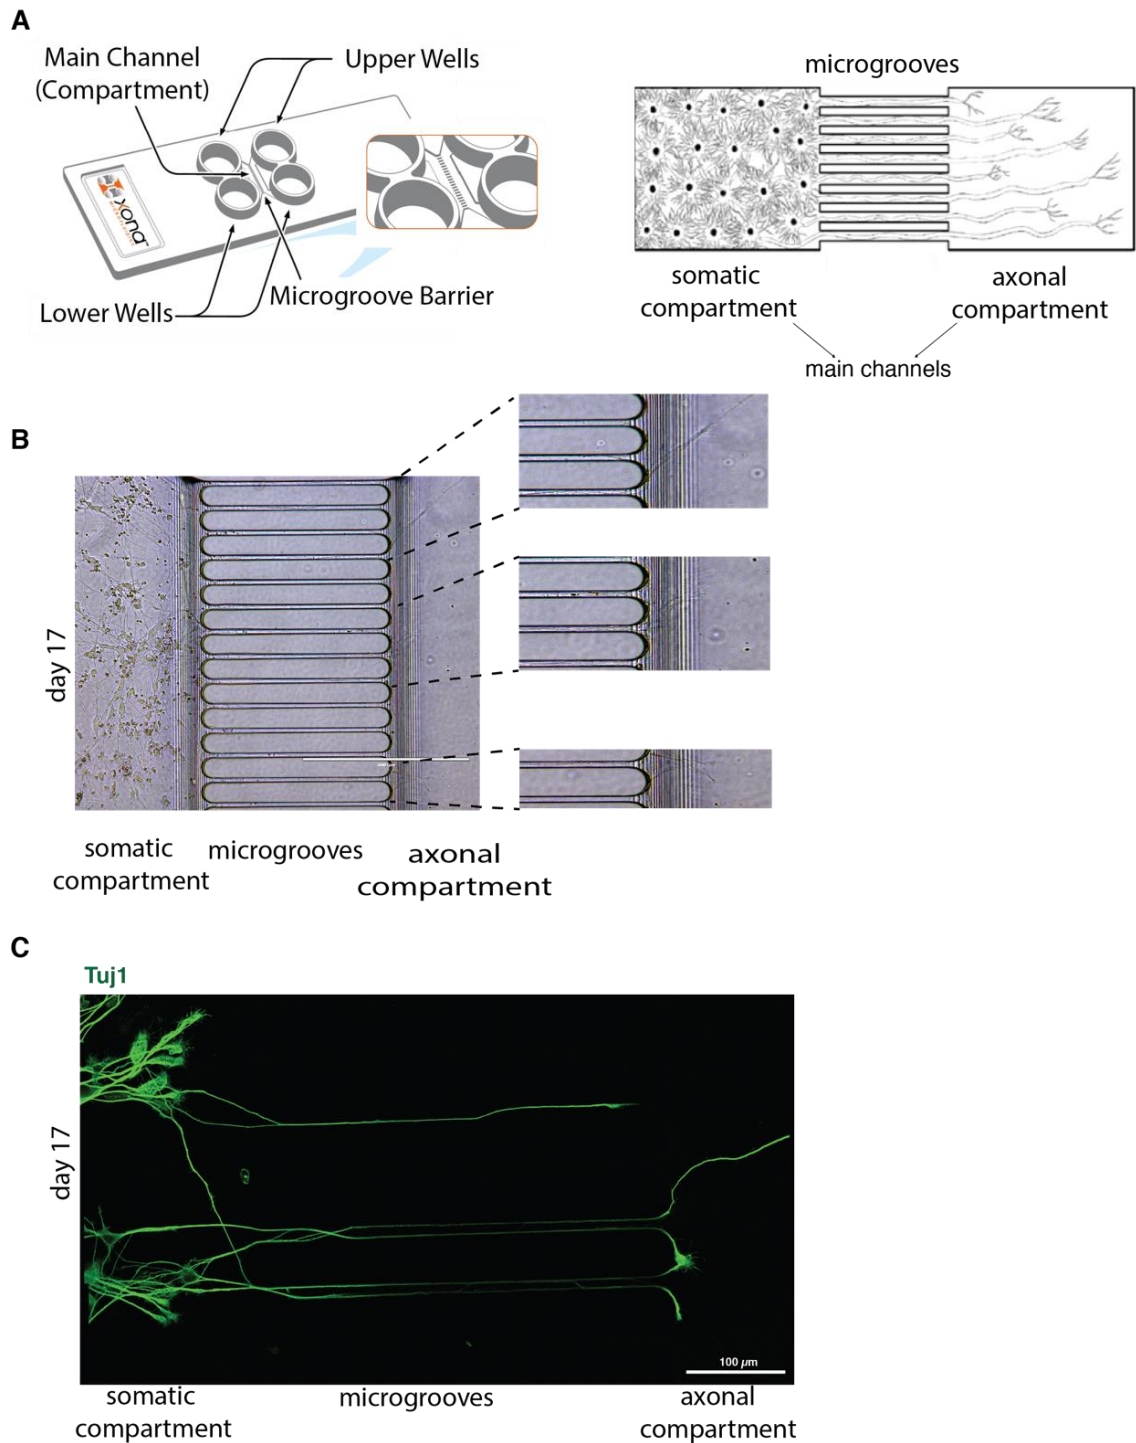 A
Main Channel
(Compartment)
Upper Wells
xona
Lower Wells
Microgroove Barrier
microgrooves
somatic
compartment
axonal
compartment
main channels
B
day 17
somatic
compartment
microgrooves
axonal
compartment
C
Tuj1
day 17
100 µm
somatic
compartment
microgrooves
axonal
compartment